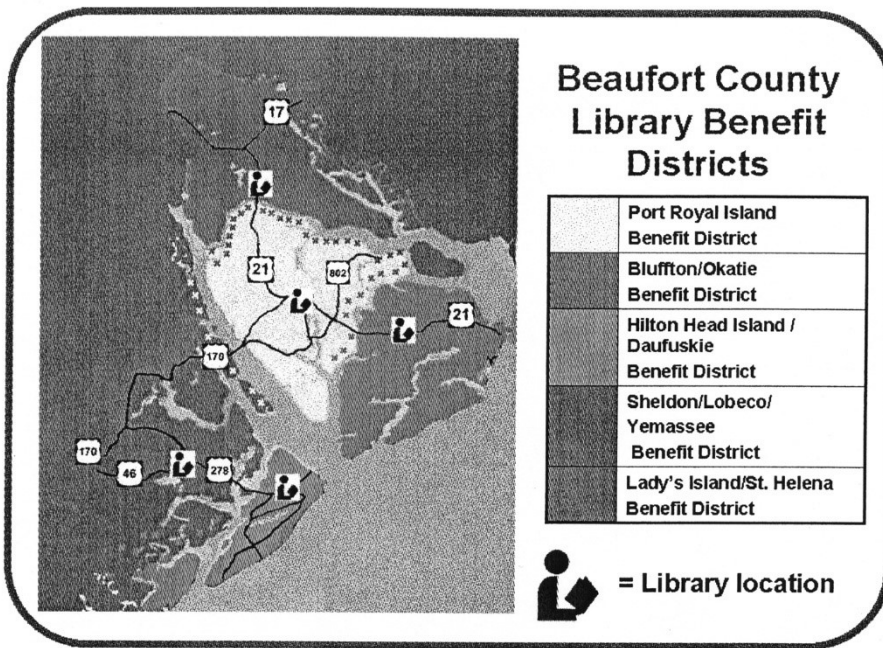 Beaufort County
Library Benefit
Districts
17
21
802
21
170
170
46
278
Port Royal Island
Benefit District
Bluffton/Okatie
Benefit District
Hilton Head Island /
Daufuskie
Benefit District
Sheldon/Lobeco/
Yemassee
Benefit District
Lady's Island/St. Helena
Benefit District
= Library location